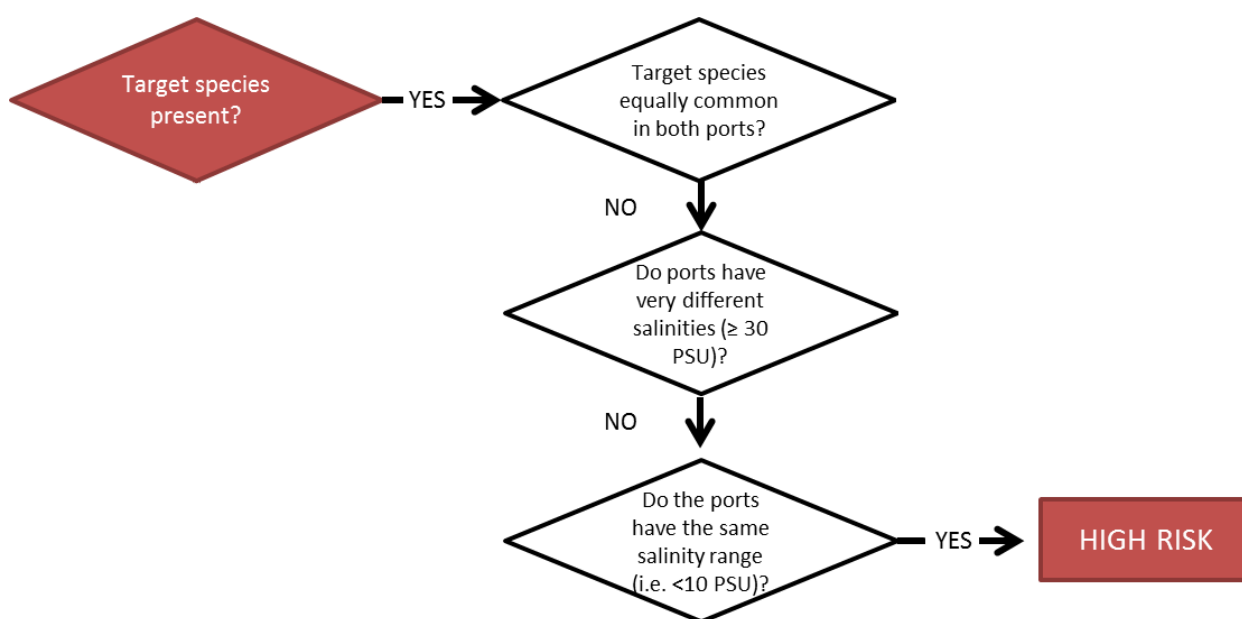 Target species
present?
YES
Target species
equally common
in both ports?
NO
Do ports have
very different
salinities (≥ 30
PSU)?
NO
Do the ports
have the same
salinity range
(i.e. <10 PSU)?
YES
HIGH RISK